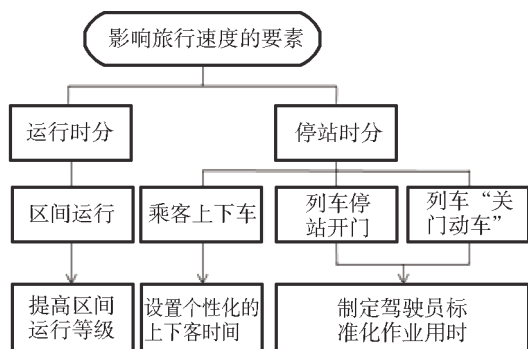 影响旅行速度的要素
运行时分
停站时分
区间运行
乘客上下车
列车停
站开门
列车“关
门动车”
提高区间
运行等级
设置个性化的
上下客时间
制定驾驶员标
准化作业用时